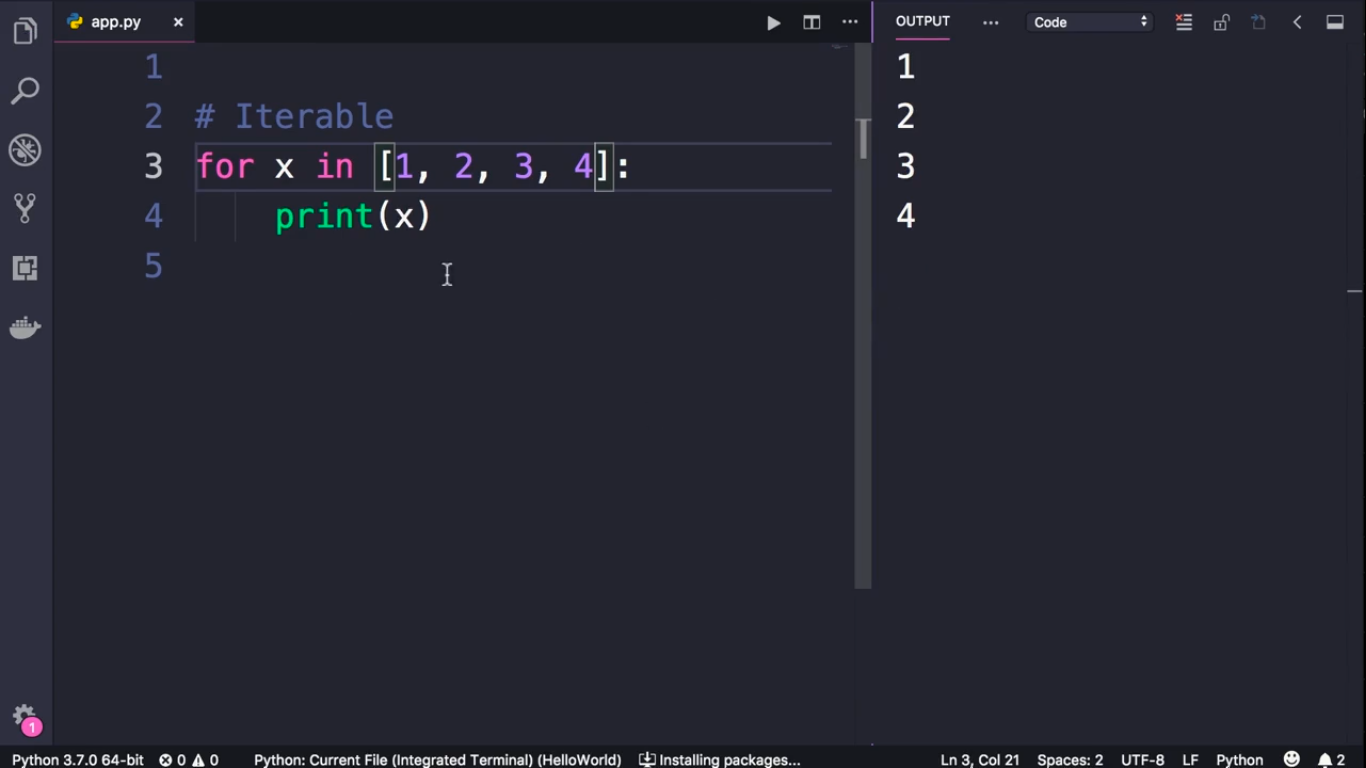 app.py
OUTPUT
Code
1
2 # Iterable
3 for x in [1, 2, 3, 4]:
4 print(x)
5
1
2
3
4
1
Python 3.7.0 64-bit 0 0 Python: Current File (Integrated Terminal) (HelloWorld) Installing packages... Ln 3, Col 21 Spaces: 2 UTF-8 LF Python 2